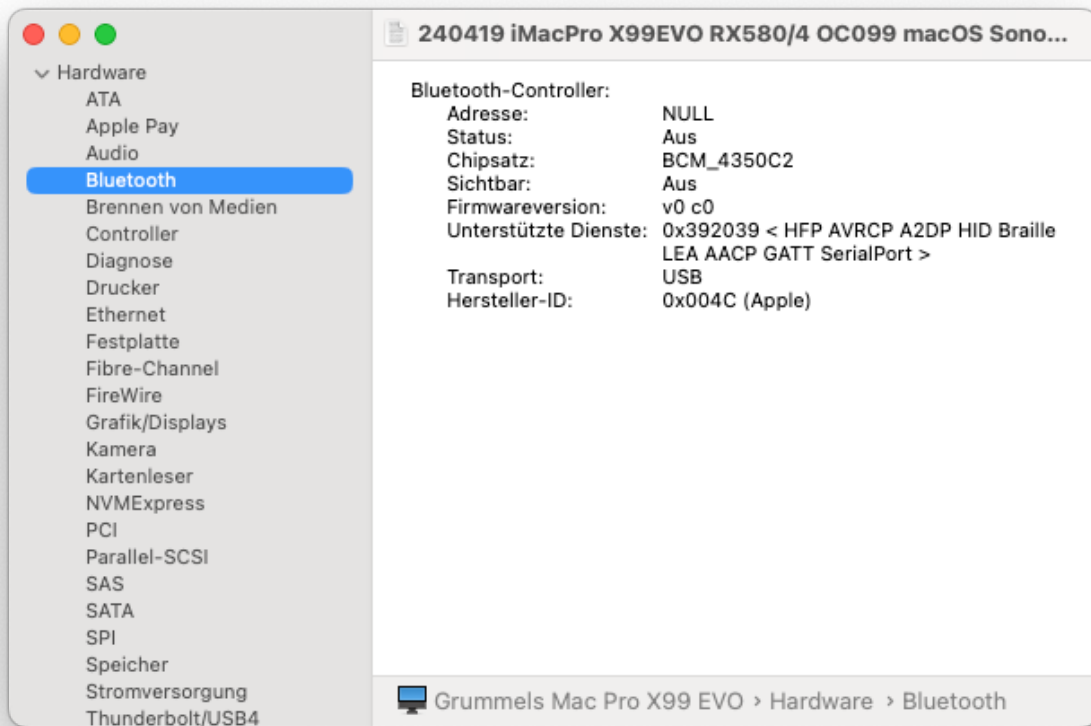 240419 iMacPro X99EVO RX580/4 OC099 macOS Sono...
Hardware
ATA
Apple Pay
Audio
Bluetooth
Brennen von Medien
Controller
Diagnose
Drucker
Ethernet
Festplatte
Fibre-Channel
FireWire
Grafik/Displays
Kamera
Kartenleser
NVMExpress
PCI
Parallel-SCSI
SAS
SATA
SPI
Speicher
Stromversorgung
Thunderbolt/USB4
Bluetooth-Controller:
Adresse: NULL
Status: Aus
Chipsatz: BCM_4350C2
Sichtbar: Aus
Firmwareversion: v0 c0
Unterstützte Dienste: 0x392039 < HFP AVRCP A2DP HID Braille
LEA AACP GATT SerialPort >
Transport: USB
Hersteller-ID: 0x004C (Apple)
Grummels Mac Pro X99 EVO › Hardware › Bluetooth